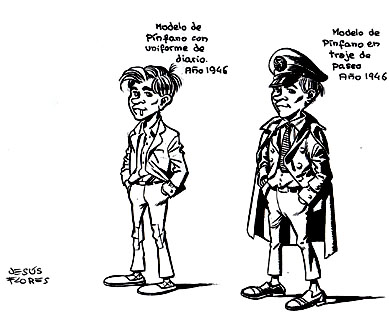 Modelo de
Pínfano con
uniforme de
diario.
Año 1946
Modelo de
Pínfano en
traje de
paseo
Año 1946
JESÚS
FLORES